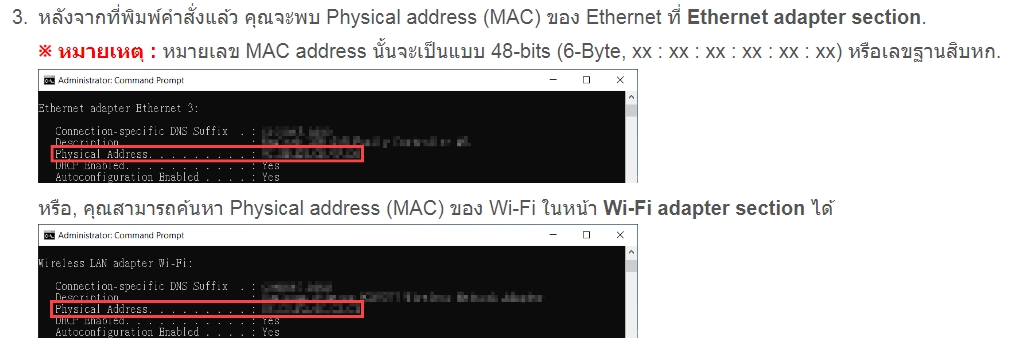 3. หลังจากที่พิมพ์คำสั่งแล้ว คุณจะพบ Physical address (MAC) ของ Ethernet ที่ Ethernet adapter section.
※ หมายเหตุ : หมายเลข MAC address นั้นจะเป็นแบบ 48-bits (6-Byte, xx : xx : xx : xx : xx : xx) หรือเลขฐานสิบหก.
Administrator: Command Prompt
Ethernet adapter Ethernet 3:
Connection-specific DNS Suffix . :
Description
Physical Address. . . . . . . . . :
DHCP Enabled. . . . . . . . . . . : Yes
Autoconfiguration Enabled . . . . : Yes
หรือ, คุณสามารถค้นหา Physical address (MAC) ของ Wi-Fi ในหน้า Wi-Fi adapter section ได้
Administrator: Command Prompt
Wireless LAN adapter Wi-Fi:
Connection-specific DNS Suffix . :
Description
Physical Address. . . . . . . . . :
DHCP Enabled. . . . . . . . . . . : Yes
Autoconfiguration Enabled . . . . : Yes